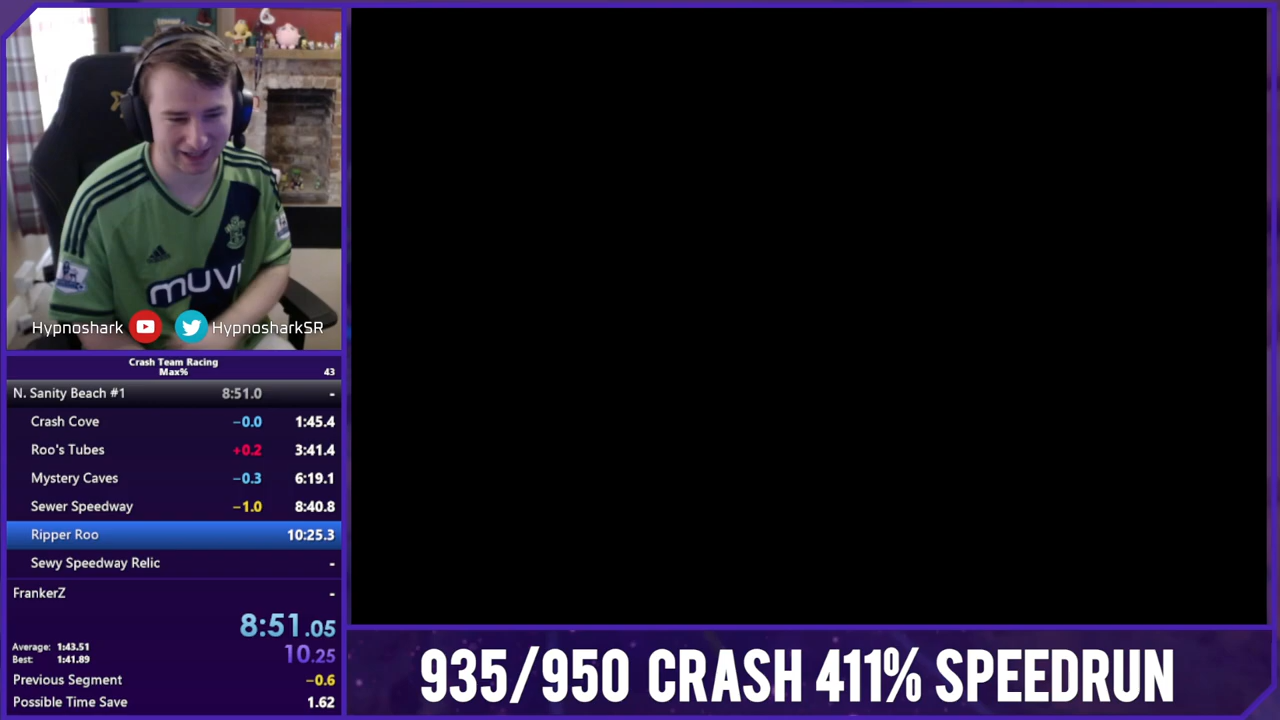 muvi
Hypnoshark HypnosharkSR
Crash Team Racing
Max% 43
N. Sanity Beach #1 8:51.0 -
Crash Cove −0.0 1:45.4
Roo's Tubes +0.2 3:41.4
Mystery Caves −0.3 6:19.1
Sewer Speedway −1.0 8:40.8
Ripper Roo 10:25.3
Sewy Speedway Relic -
FrankerZ -
8:51.05
Average: 1:43.51
Best: 1:41.89
10.25
Previous Segment −0.6
Possible Time Save 1.62
935/950 CRASH 411% SPEEDRUN